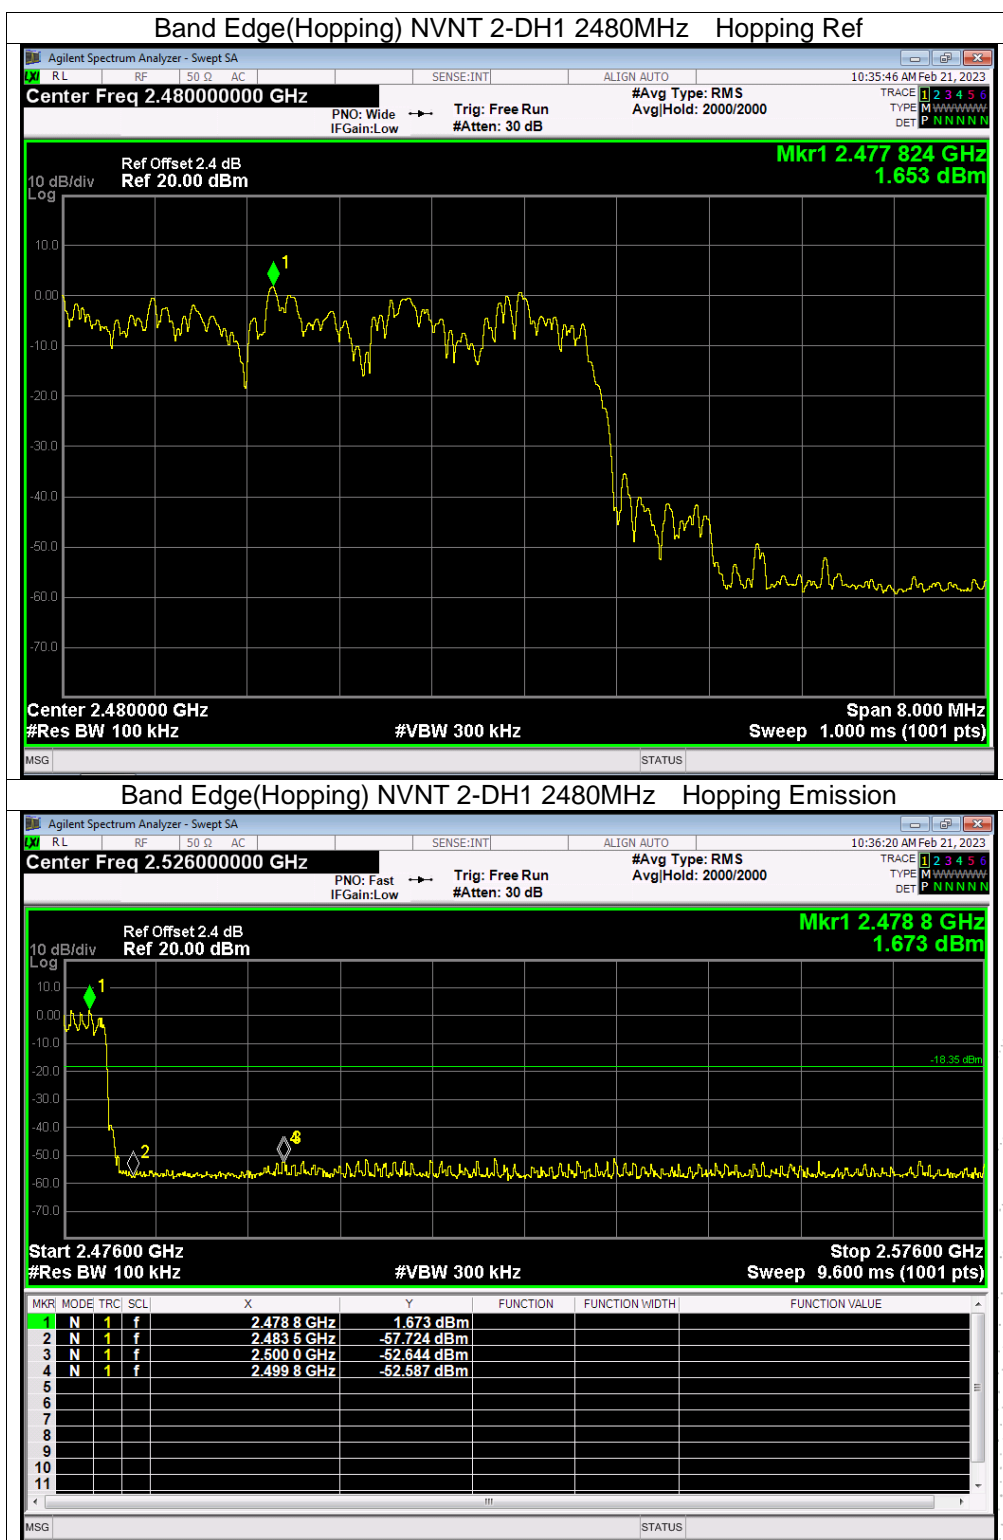 Band Edge(Hopping) NVNT 2-DH1 2480MHz Hopping Ref
Agilent Spectrum Analyzer - Swept SA
LXI RL RF 50 Ω AC SENSE:INT ALIGN AUTO 10:35:46 AM Feb 21, 2023
Center Freq 2.480000000 GHz #Avg Type: RMS TRACE 1 2 3 4 5 6
PNO: Wide Trig: Free Run Avg|Hold: 2000/2000 TYPE M WWWWW
IFGain:Low #Atten: 30 dB DET P N N N N N
Mkr1 2.477 824 GHz
Ref Offset 2.4 dB
10 dB/div Ref 20.00 dBm 1.653 dBm
Log
10.0
1
0.00
-10.0
-20.0
-30.0
-40.0
-50.0
-60.0
-70.0
Center 2.480000 GHz Span 8.000 MHz
#Res BW 100 kHz #VBW 300 kHz Sweep 1.000 ms (1001 pts)
MSG STATUS
Band Edge(Hopping) NVNT 2-DH1 2480MHz Hopping Emission
Agilent Spectrum Analyzer - Swept SA
LXI RL RF 50 Ω AC SENSE:INT ALIGN AUTO 10:36:20 AM Feb 21, 2023
Center Freq 2.526000000 GHz #Avg Type: RMS TRACE 1 2 3 4 5 6
PNO: Fast Trig: Free Run Avg|Hold: 2000/2000 TYPE M WWWWW
IFGain:Low #Atten: 30 dB DET P N N N N N
Mkr1 2.478 8 GHz
Ref Offset 2.4 dB
10 dB/div Ref 20.00 dBm 1.673 dBm
Log
10.0 1
0.00
-10.0
-18.35 dBm
-20.0
-30.0
-40.0
2 4
-50.0
-60.0
-70.0
Start 2.47600 GHz Stop 2.57600 GHz
#Res BW 100 kHz #VBW 300 kHz Sweep 9.600 ms (1001 pts)
MKR MODE TRC SCL X Y FUNCTION FUNCTION WIDTH FUNCTION VALUE
1 N 1 f 2.478 8 GHz 1.673 dBm
2 N 1 f 2.483 5 GHz -57.724 dBm
3 N 1 f 2.500 0 GHz -52.644 dBm
4 N 1 f 2.499 8 GHz -52.587 dBm
5
6
7
8
9
10
11
MSG STATUS